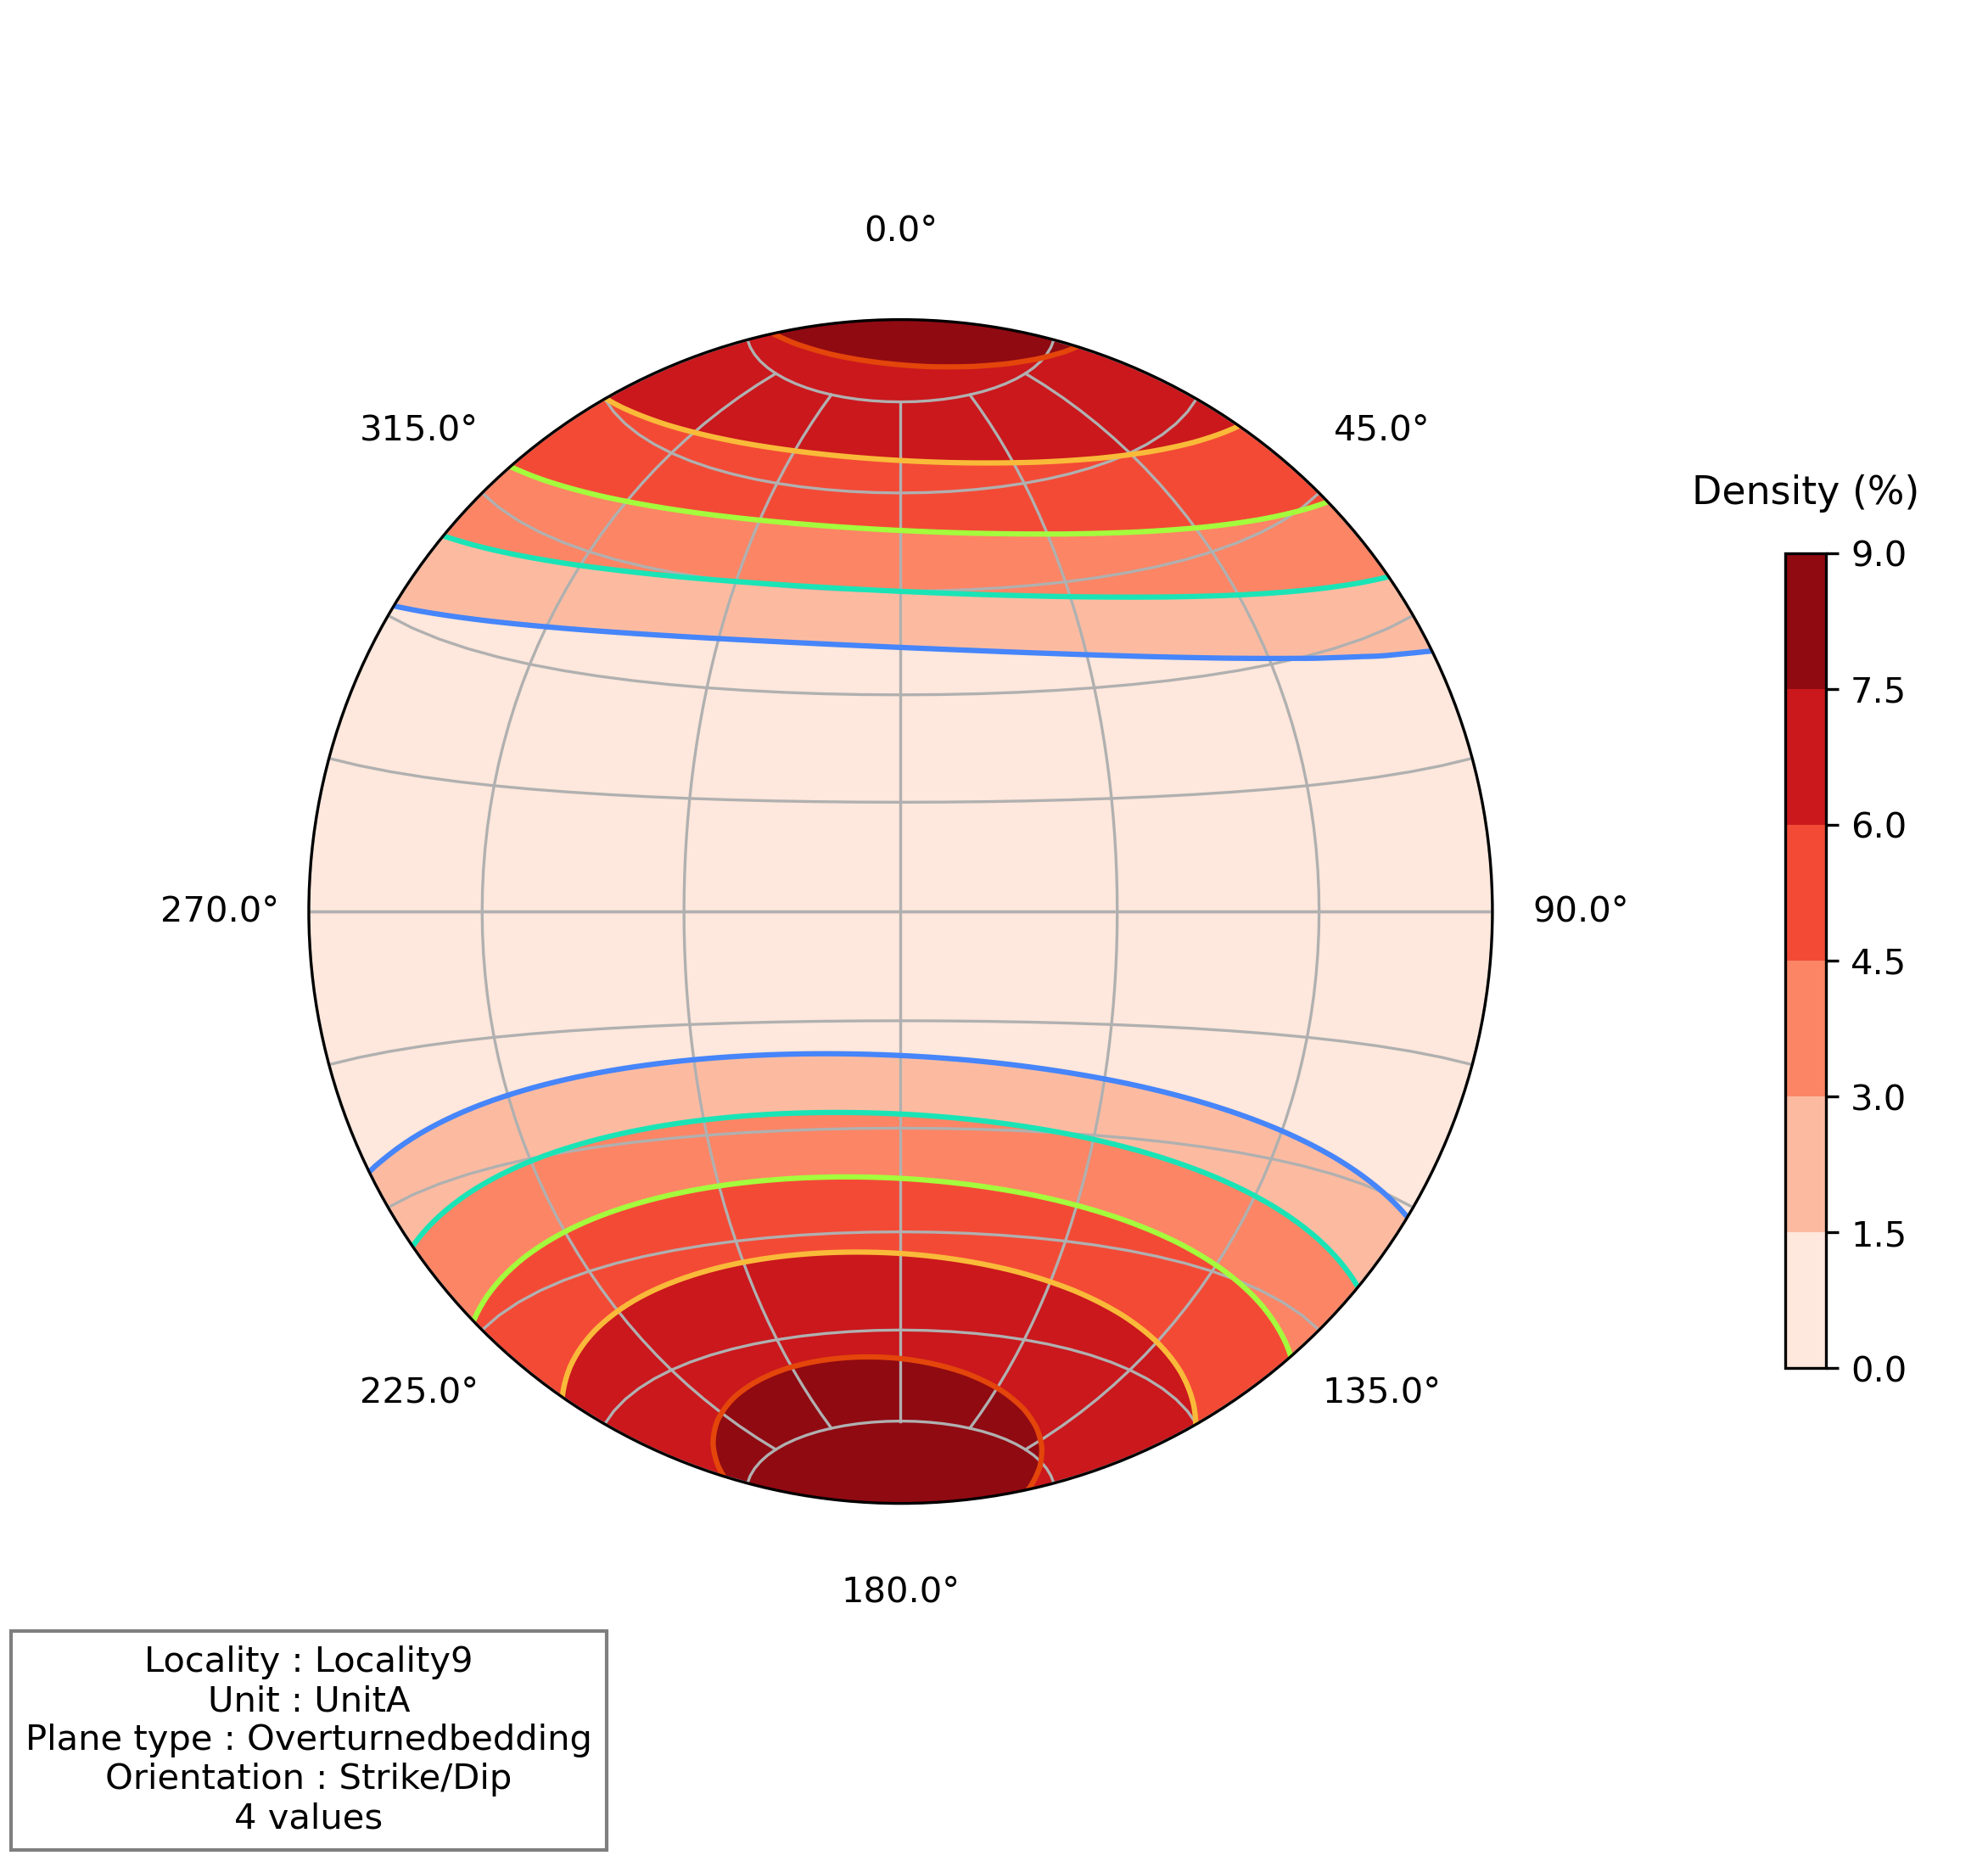 0.0°
315.0°
45.0°
Density (%)
9.0
7.5
6.0
4.5
3.0
1.5
0.0
270.0°
90.0°
225.0°
135.0°
180.0°
Locality : Locality9
Unit : UnitA
Plane type : Overturnedbedding
Orientation : Strike/Dip
4 values